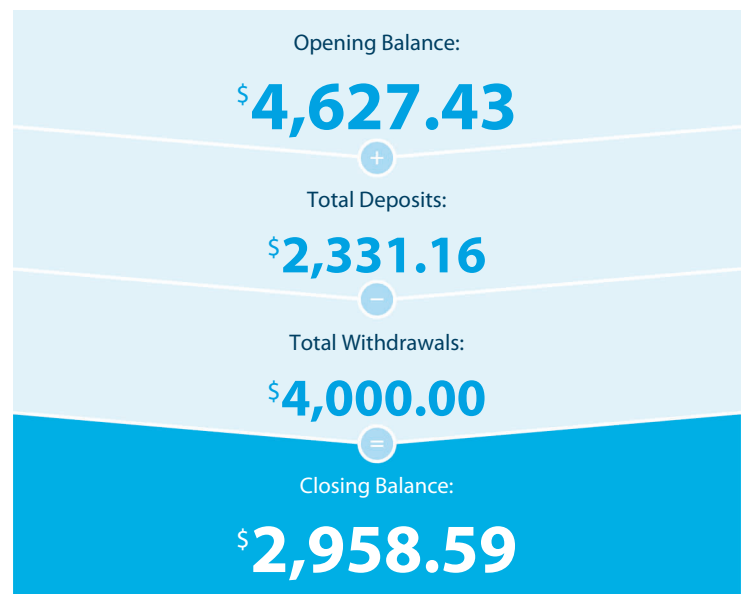 Opening Balance:
$4,627.43
+
Total Deposits:
$2,331.16
−
Total Withdrawals:
$4,000.00
=
Closing Balance:
$2,958.59